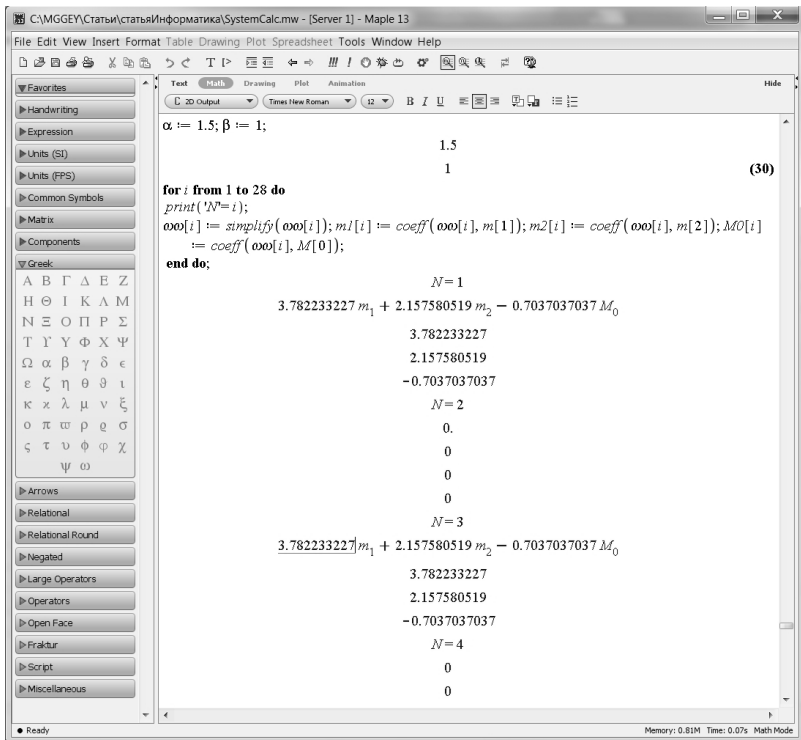 C:\MGGEY\Статьи\статьяИнформатика\SystemCalc.mw - [Server 1] - Maple 13
File Edit View Insert Format Table Drawing Plot Spreadsheet Tools Window Help
Favorites
Handwriting
Expression
Units (SI)
Units (FPS)
Common Symbols
Matrix
Components
Greek
Α Β Γ Δ Ε Ζ
Η Θ Ι Κ Λ Μ
Ν Ξ Ο Π Ρ Σ
Τ Υ ϒ Φ Χ Ψ
Ω α β γ δ ϵ
ε ζ η θ ϑ ι
κ ϰ λ μ ν ξ
ο π ϖ ρ ϱ σ
ς τ υ ϕ φ χ
ψ ω
Arrows
Relational
Relational Round
Negated
Large Operators
Operators
Open Face
Fraktur
Script
Miscellaneous
Text Math Drawing Plot Animation Hide
C 2D Output Times New Roman 12 B I U
α := 1.5; β := 1;
1.5
1 (30)
for i from 1 to 28 do
print('N'=i);
ωω[i] := simplify(ωω[i]); m1[i] := coeff(ωω[i], m[1]); m2[i] := coeff(ωω[i], m[2]); M0[i]
:= coeff(ωω[i], M[0]);
end do;
N = 1
3.782233227 m₁ + 2.157580519 m₂ − 0.7037037037 M₀
3.782233227
2.157580519
−0.7037037037
N = 2
0.
0
0
0
N = 3
3.782233227 m₁ + 2.157580519 m₂ − 0.7037037037 M₀
3.782233227
2.157580519
−0.7037037037
N = 4
0
0
Ready Memory: 0.81M Time: 0.07s Math Mode